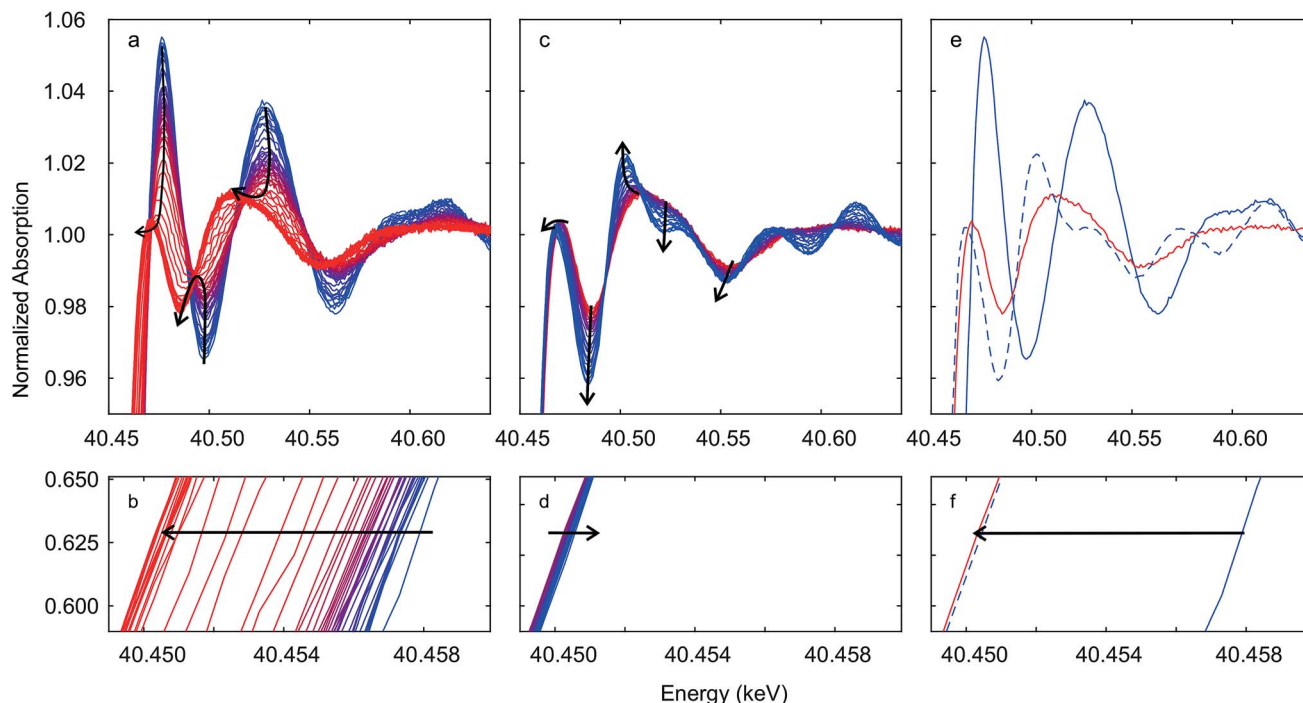 1.06
1.04
1.02
1.00
0.98
0.96
Normalized Absorption
a
c
e
40.45 40.50 40.55 40.60 40.45 40.50 40.55 40.60 40.45 40.50 40.55 40.60
0.650
0.625
0.600
b
d
f
40.450 40.454 40.458 40.450 40.454 40.458 40.450 40.454 40.458
Energy (keV)